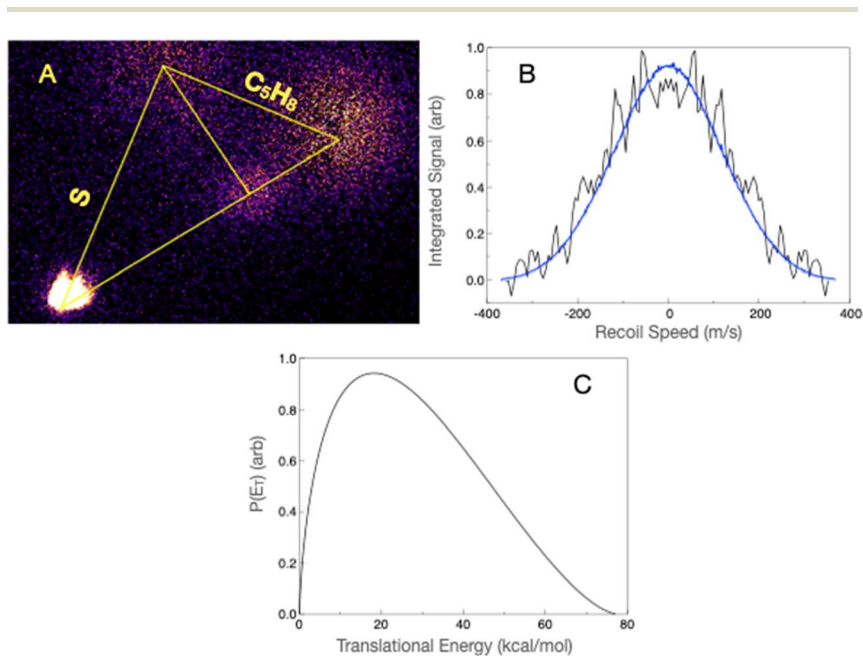 A
C₅H₈
S
B
Integrated Signal (arb)
1.0
0.8
0.6
0.4
0.2
0.0
-400
-200
0
200
400
Recoil Speed (m/s)
C
P(Eᴛ) (arb)
1.0
0.8
0.6
0.4
0.2
0.0
0
20
40
60
80
Translational Energy (kcal/mol)